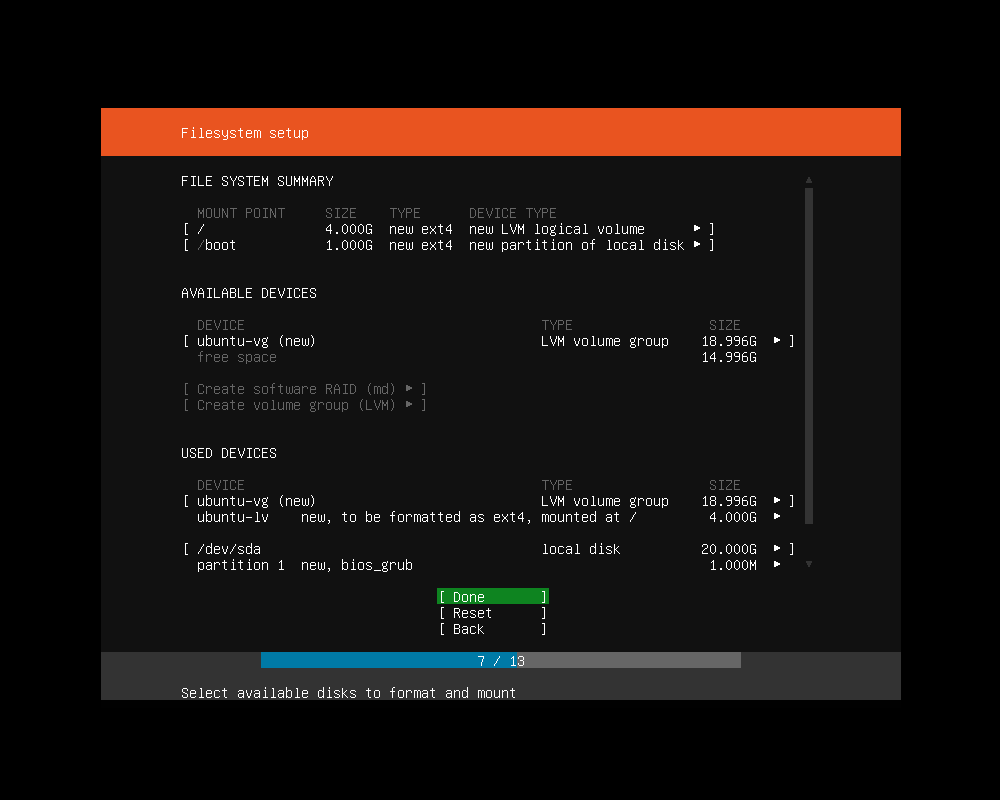 Filesystem setup
FILE SYSTEM SUMMARY
MOUNT POINT SIZE TYPE DEVICE TYPE
[ / 4.000G new ext4 new LVM logical volume ▸ ]
[ /boot 1.000G new ext4 new partition of local disk ▸ ]
AVAILABLE DEVICES
DEVICE TYPE SIZE
[ ubuntu-vg (new) LVM volume group 18.996G ▸ ]
free space 14.996G
[ Create software RAID (md) ▸ ]
[ Create volume group (LVM) ▸ ]
USED DEVICES
DEVICE TYPE SIZE
[ ubuntu-vg (new) LVM volume group 18.996G ▸ ]
ubuntu-lv new, to be formatted as ext4, mounted at / 4.000G ▸
[ /dev/sda local disk 20.000G ▸ ]
partition 1 new, bios_grub 1.000M ▸
[ Done ]
[ Reset ]
[ Back ]
7 / 13
Select available disks to format and mount